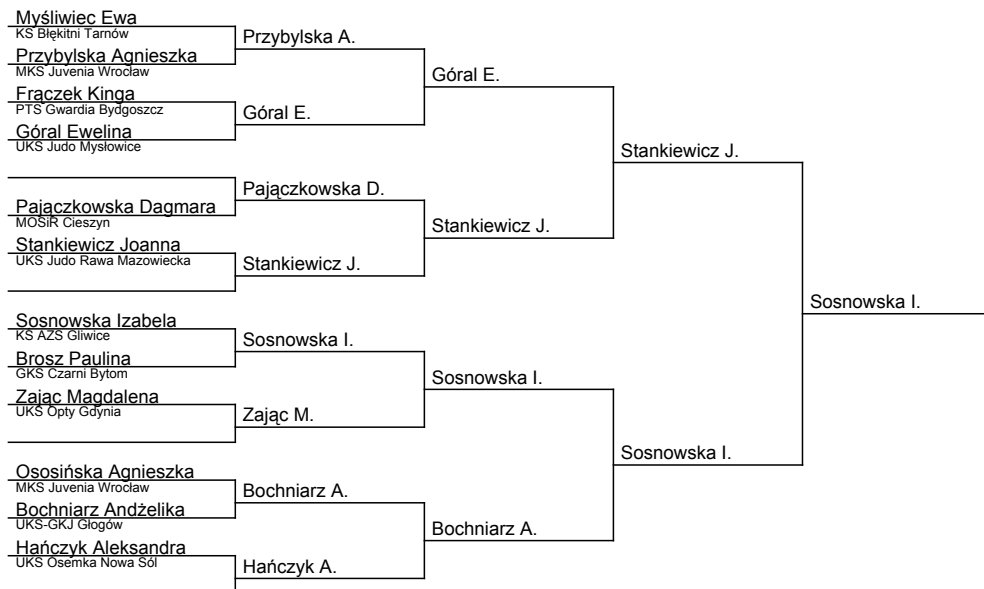 Myśliwiec Ewa
KS Błękitni Tarnów
Przybylska A.
Przybylska Agnieszka
MKS Juvenia Wrocław
Góral E.
Frączek Kinga
PTS Gwardia Bydgoszcz
Góral E.
Góral Ewelina
UKS Judo Mysłowice
Stankiewicz J.
Pajączkowska D.
Pajączkowska Dagmara
MOSiR Cieszyn
Stankiewicz J.
Stankiewicz Joanna
UKS Judo Rawa Mazowiecka
Stankiewicz J.
Sosnowska I.
Sosnowska Izabela
KS AZS Gliwice
Sosnowska I.
Brosz Paulina
GKS Czarni Bytom
Sosnowska I.
Zając Magdalena
UKS Opty Gdynia
Zając M.
Sosnowska I.
Ososińska Agnieszka
MKS Juvenia Wrocław
Bochniarz A.
Bochniarz Andżelika
UKS-GKJ Głogów
Bochniarz A.
Hańczyk Aleksandra
UKS Osemka Nowa Sól
Hańczyk A.